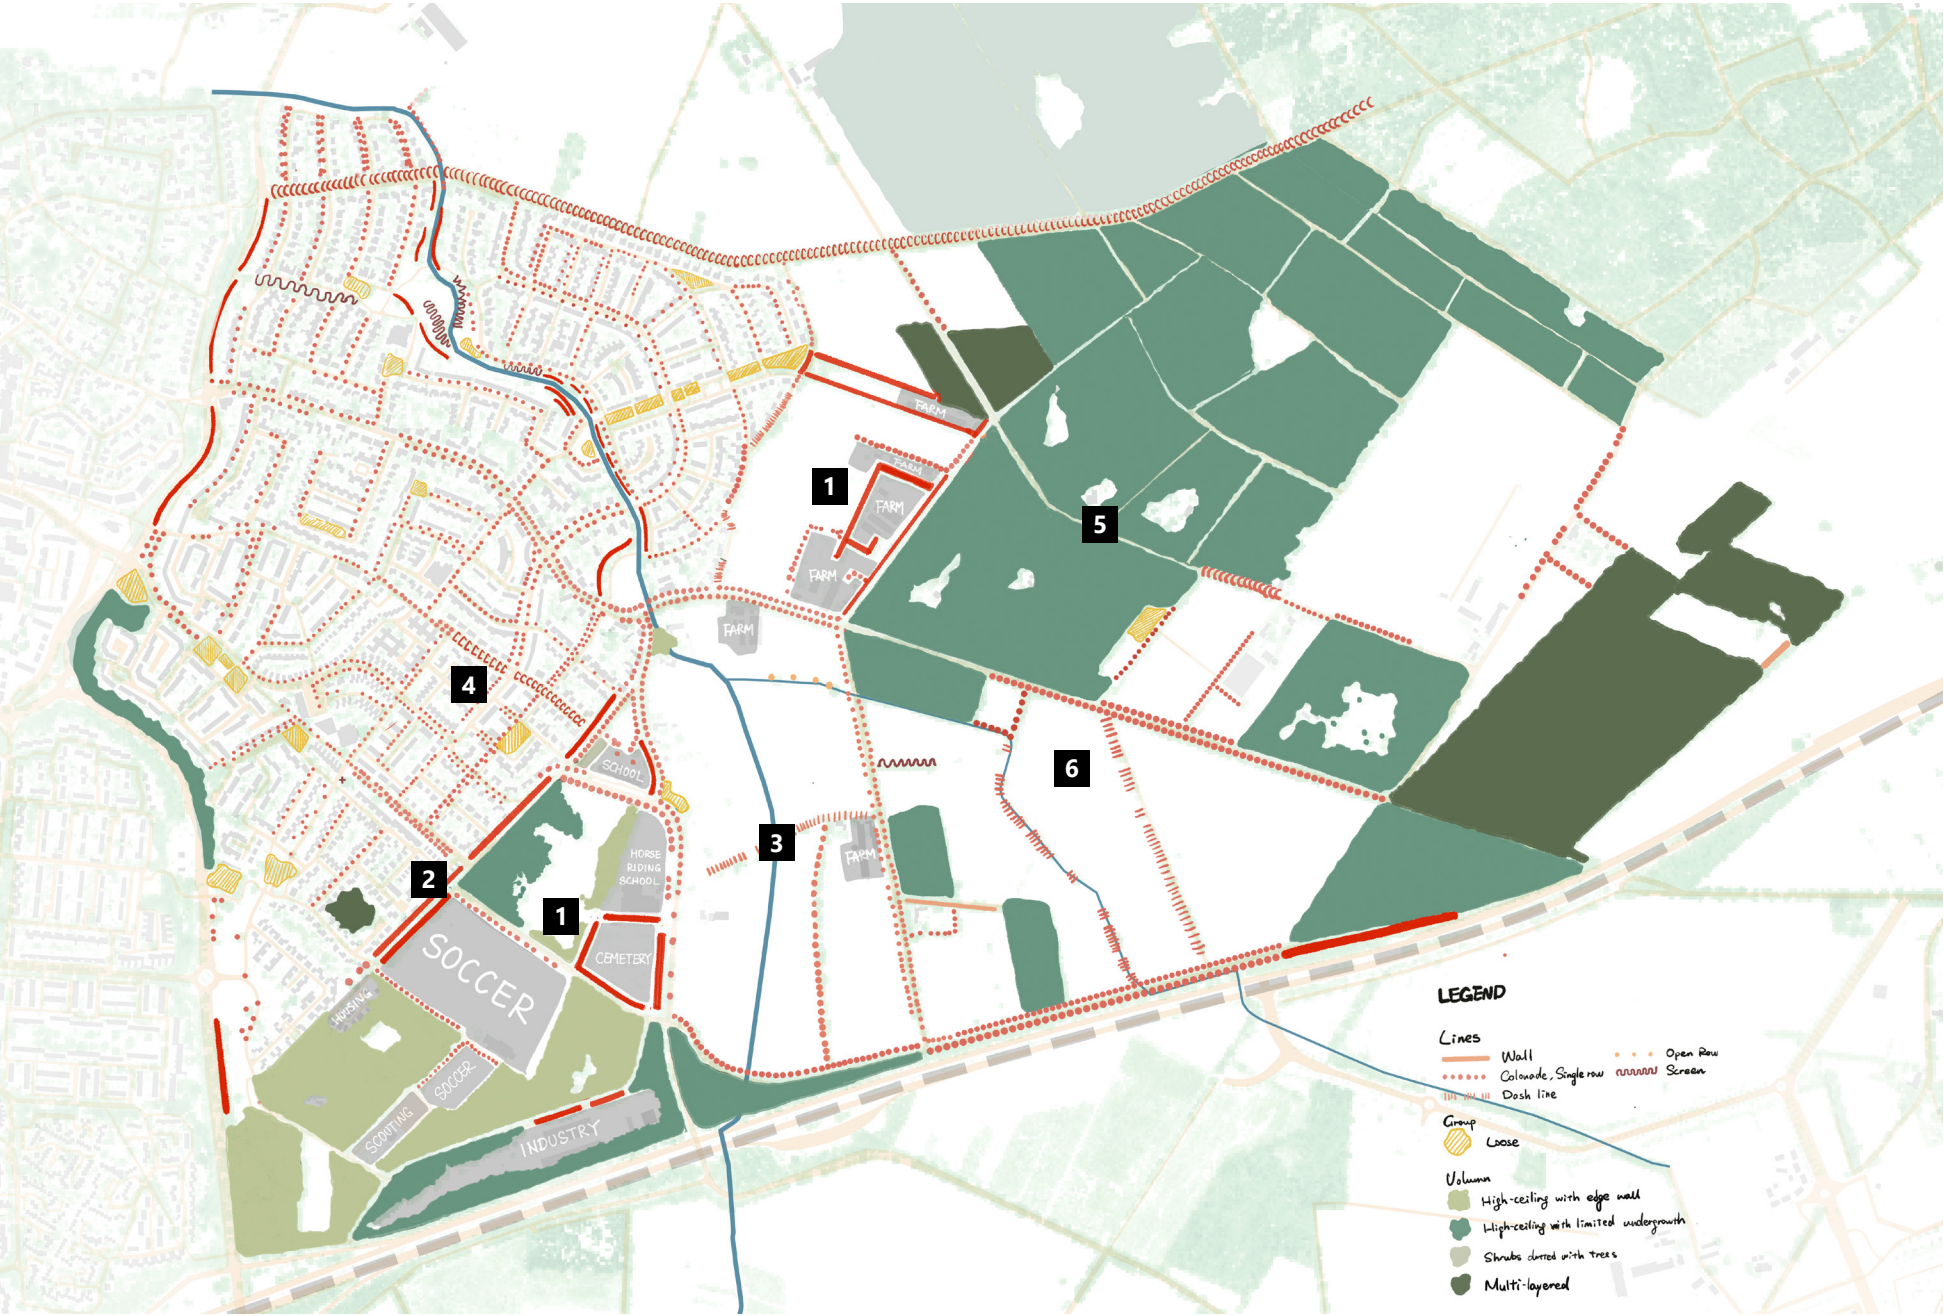 FARM
1
FARM
FARM
FARM
5
FARM
4
6
SCHOOL
3
HORSE
RIDING
SCHOOL
FARM
2
1
SOCCER
CEMETERY
HOUSING
SOCCER
SCOUTING
INDUSTRY
LEGEND
Lines
Wall
Open Row
Colonade, Single row
Screen
Dash line
Group
Loose
Volumn
High-ceiling with edge wall
High-ceiling with limited undergrowth
Shrubs dotted with trees
Multi-layered